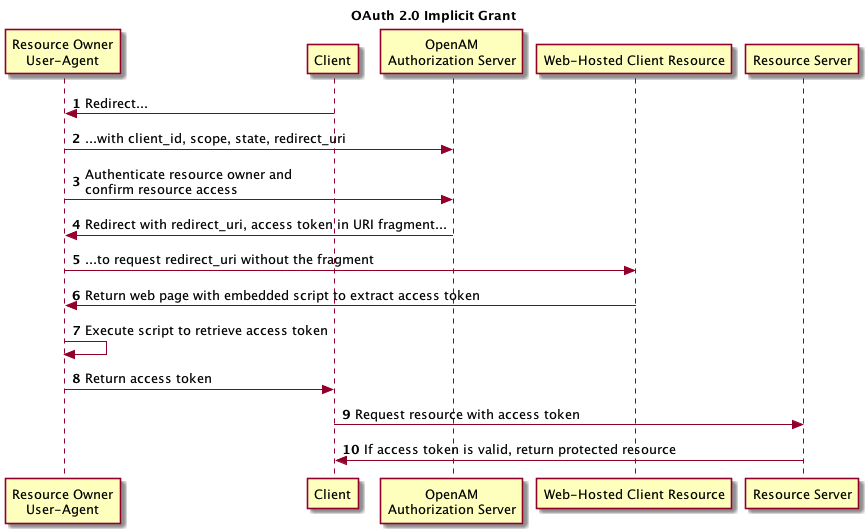 OAuth 2.0 Implicit Grant
Resource Owner
User-Agent
Client
OpenAM
Authorization Server
Web-Hosted Client Resource
Resource Server
1 Redirect...
2 ...with client_id, scope, state, redirect_uri
3 Authenticate resource owner and
confirm resource access
4 Redirect with redirect_uri, access token in URI fragment...
5 ...to request redirect_uri without the fragment
6 Return web page with embedded script to extract access token
7 Execute script to retrieve access token
8 Return access token
9 Request resource with access token
10 If access token is valid, return protected resource
Resource Owner
User-Agent
Client
OpenAM
Authorization Server
Web-Hosted Client Resource
Resource Server